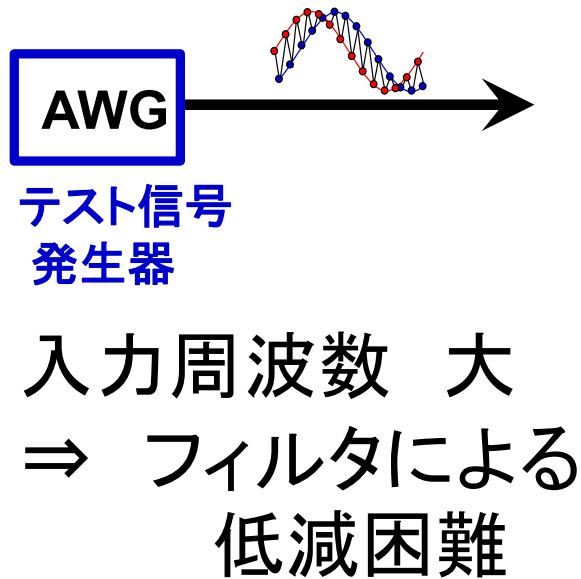 AWG
テスト信号
発生器
入力周波数 大
⇒ フィルタによる
低減困難